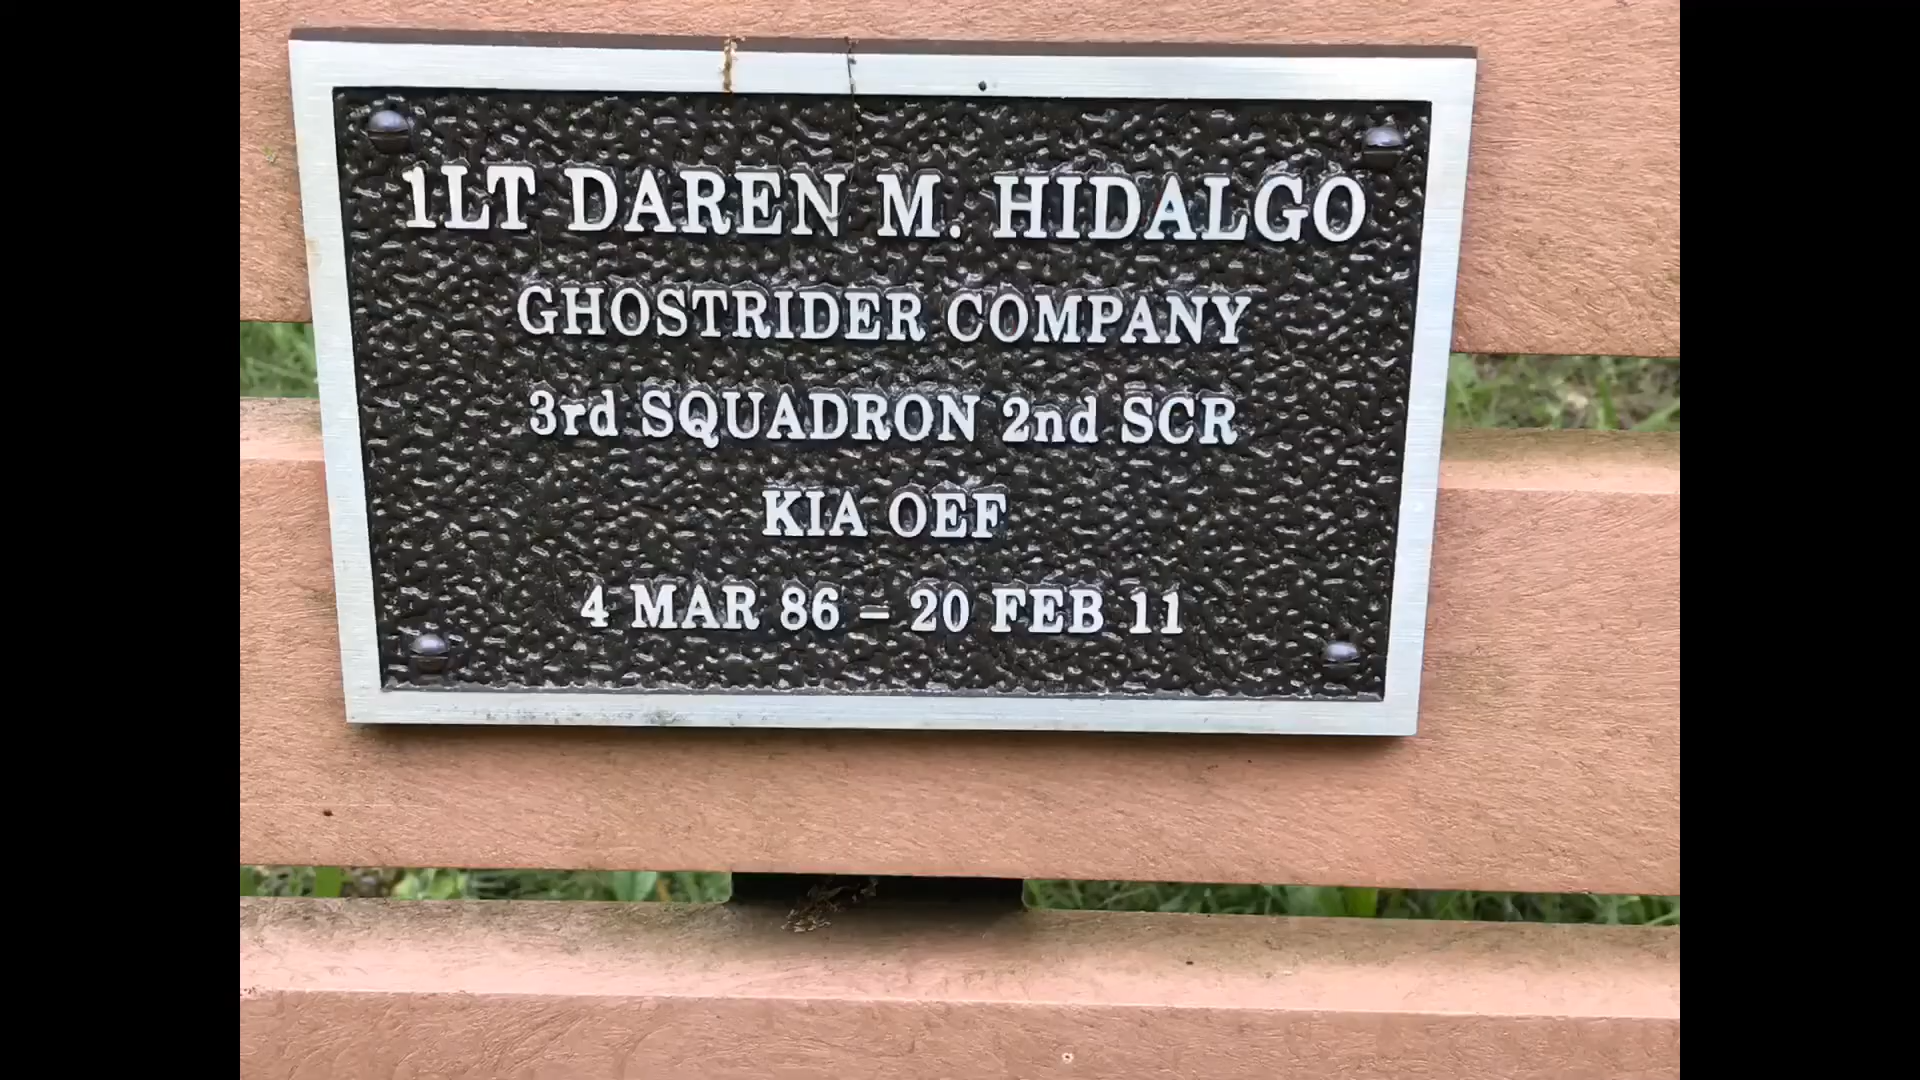 1LT DAREN M. HIDALGO
GHOSTRIDER COMPANY
3rd SQUADRON 2nd SCR
KIA OEF
4 MAR 86 – 20 FEB 11